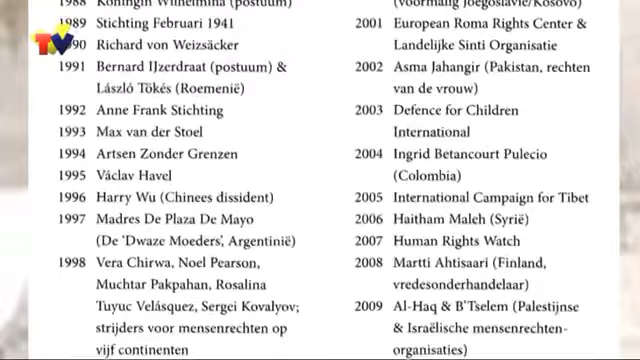 TV
1988 Koningin Wilhelmina (postuum)
1989 Stichting Februari 1941
1990 Richard von Weizsäcker
1991 Bernard IJzerdraat (postuum) &
László Tökés (Roemenië)
1992 Anne Frank Stichting
1993 Max van der Stoel
1994 Artsen Zonder Grenzen
1995 Václav Havel
1996 Harry Wu (Chinees dissident)
1997 Madres De Plaza De Mayo
(De 'Dwaze Moeders', Argentinië)
1998 Vera Chirwa, Noel Pearson,
Muchtar Pakpahan, Rosalina
Tuyuc Velásquez, Sergei Kovalyov;
strijders voor mensenrechten op
vijf continenten
(voormalig Joegoslavië/Kosovo)
2001 European Roma Rights Center &
Landelijke Sinti Organisatie
2002 Asma Jahangir (Pakistan, rechten
van de vrouw)
2003 Defence for Children
International
2004 Ingrid Betancourt Pulecio
(Colombia)
2005 International Campaign for Tibet
2006 Haitham Maleh (Syrië)
2007 Human Rights Watch
2008 Martti Ahtisaari (Finland,
vredesonderhandelaar)
2009 Al-Haq & B'Tselem (Palestijnse
& Israëlische mensenrechten-
organisaties)